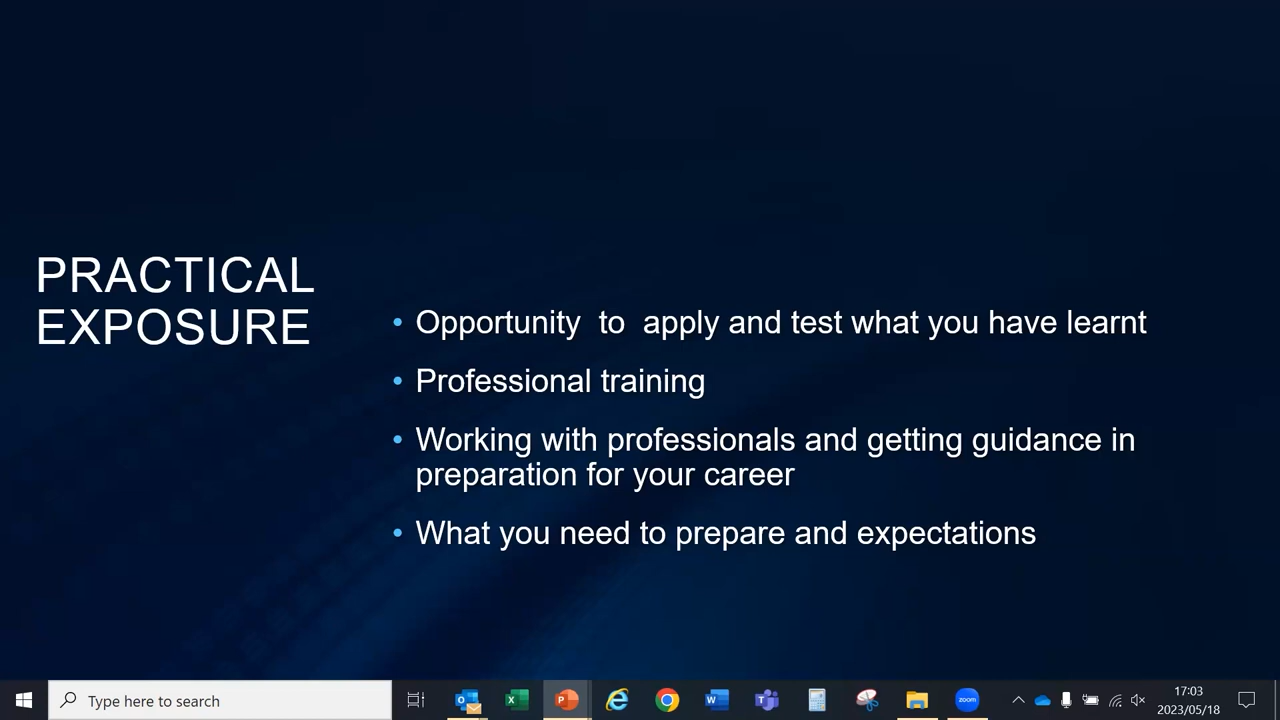 PRACTICAL
EXPOSURE
• Opportunity to apply and test what you have learnt
• Professional training
• Working with professionals and getting guidance in
preparation for your career
• What you need to prepare and expectations
Type here to search
zoom
17:03
2023/05/18